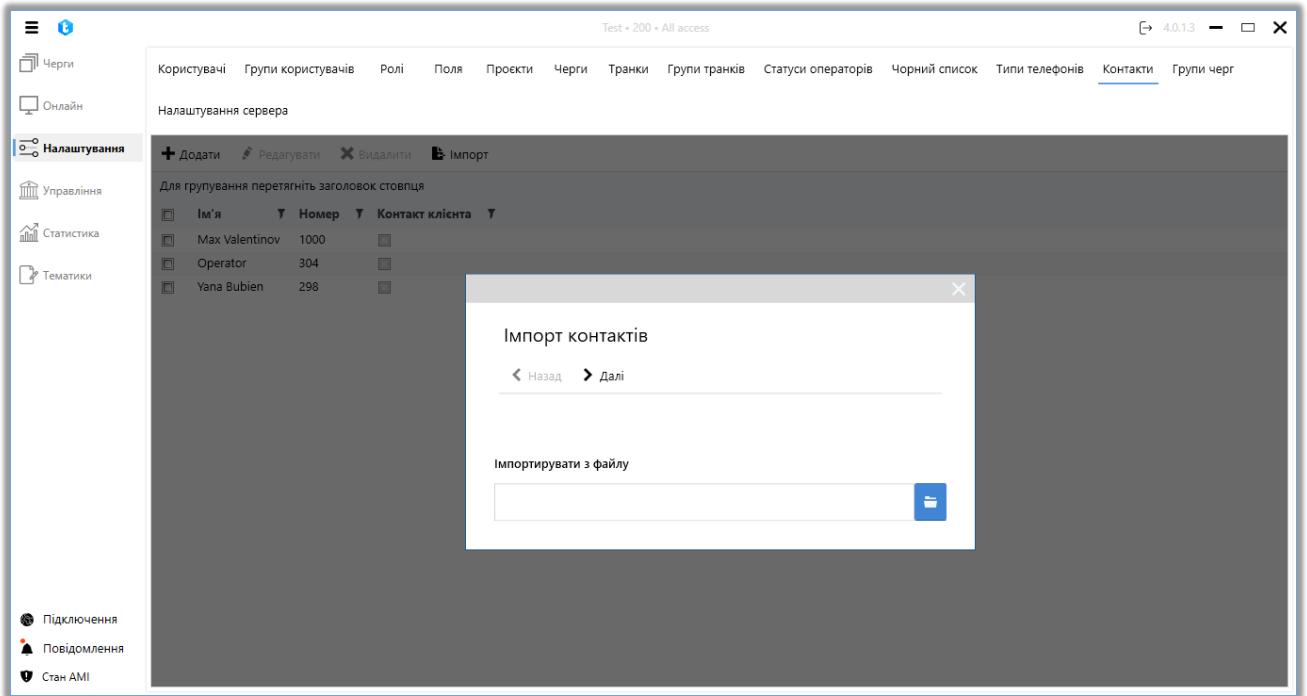 Test • 200 • All access
4.0.1.3
Черги
Онлайн
Налаштування
Управління
Статистика
Тематики
Користувачі Групи користувачів Ролі Поля Проєкти Черги Транки Групи транків Статуси операторів Чорний список Типи телефонів Контакти Групи черг
Налаштування сервера
Додати Редагувати Видалити Імпорт
Для групування перетягніть заголовок стовпця
Ім'я Номер Контакт клієнта
Max Valentinov 1000
Operator 304
Yana Bubien 298
Імпорт контактів
Назад Далі
Імпортирувати з файлу
Підключення
Повідомлення
Стан AMI